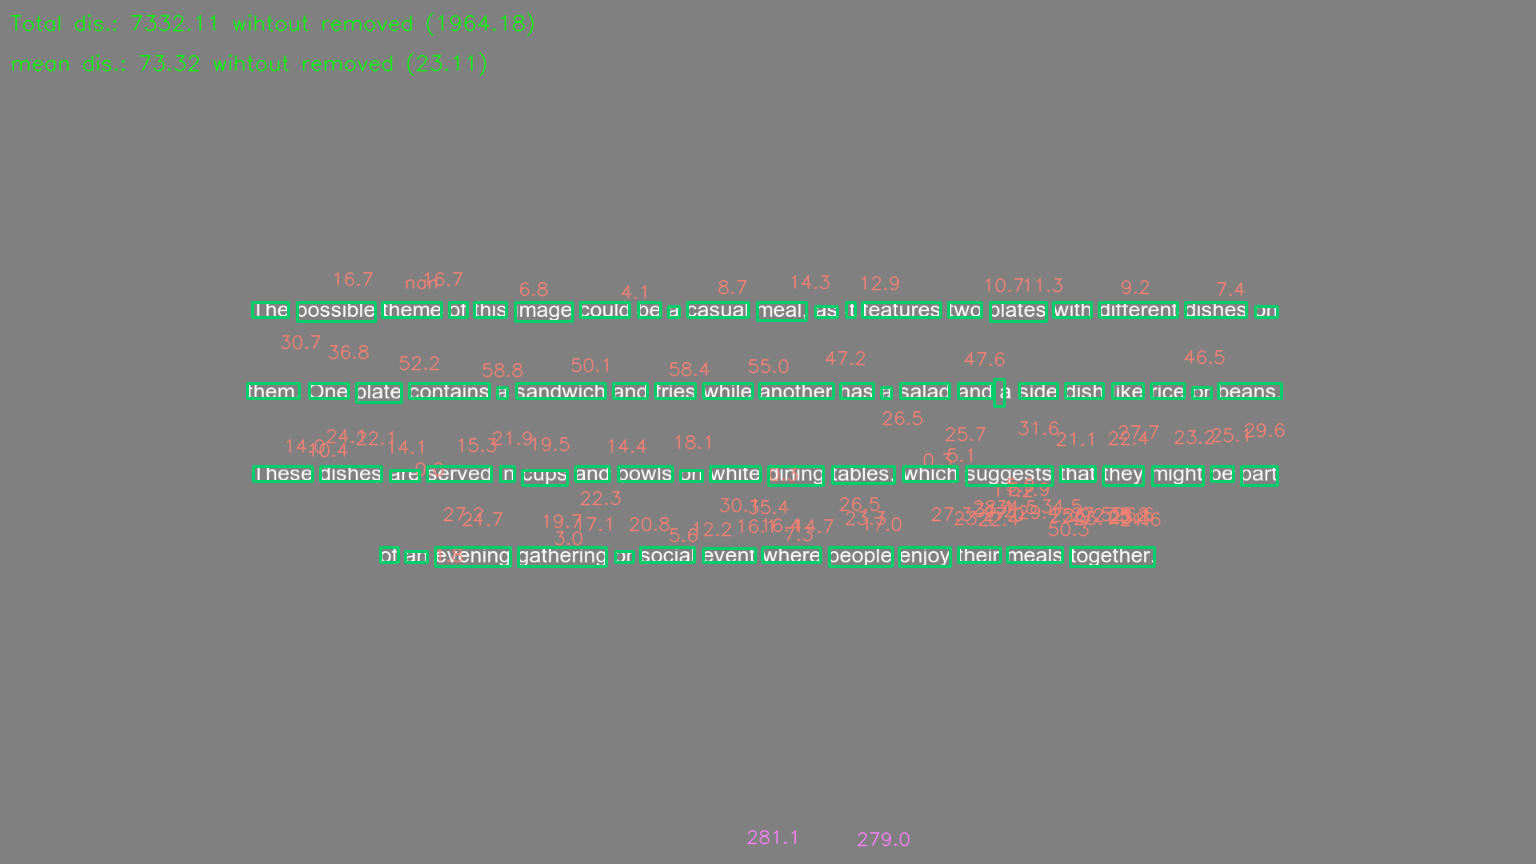 Total dis.: 7332.11 wihtout removed (1964.18)
mean dis.: 73.32 wihtout removed (23.11)
16.7 nan 16.7 6.8 4.1 8.7 14.3 12.9 10.7 11.3 9.2 7.4
The possible theme of this image could be a casual meal, as it features two plates with different dishes on
30.7 36.8 52.2 58.8 50.1 58.4 55.0 47.2 47.6 46.5
them. One plate contains a sandwich and fries while another has a salad and a side dish like rice or beans.
26.5 25.7 31.6 21.1 22.4 27.7 23.2 25.1 29.6
14.0 10.4 24.1 22.1 14.1 15.3 21.9 19.5 14.4 18.1 0.3 5.1
These dishes are served in cups and bowls on white dining tables, which suggests that they might be part
27.2 24.7 19.7 3.0 17.1 22.3 20.8 5.6 12.2 30.1 35.4 16.1 16.4 14.7 7.3 26.5 23.3 17.0 50.3
of an evening gathering or social event where people enjoy their meals together.
281.1 279.0